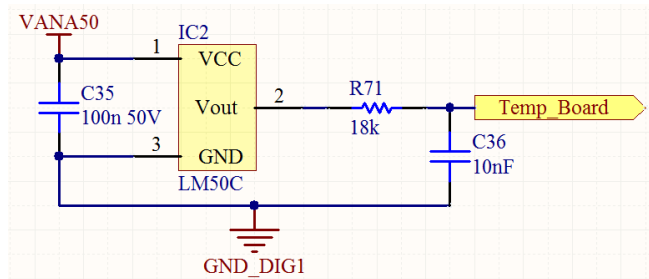 VANA50
IC2
1
VCC
C35
100n 50V
Vout
2
R71
18k
Temp_Board
3
GND
C36
10nF
LM50C
GND_DIG1